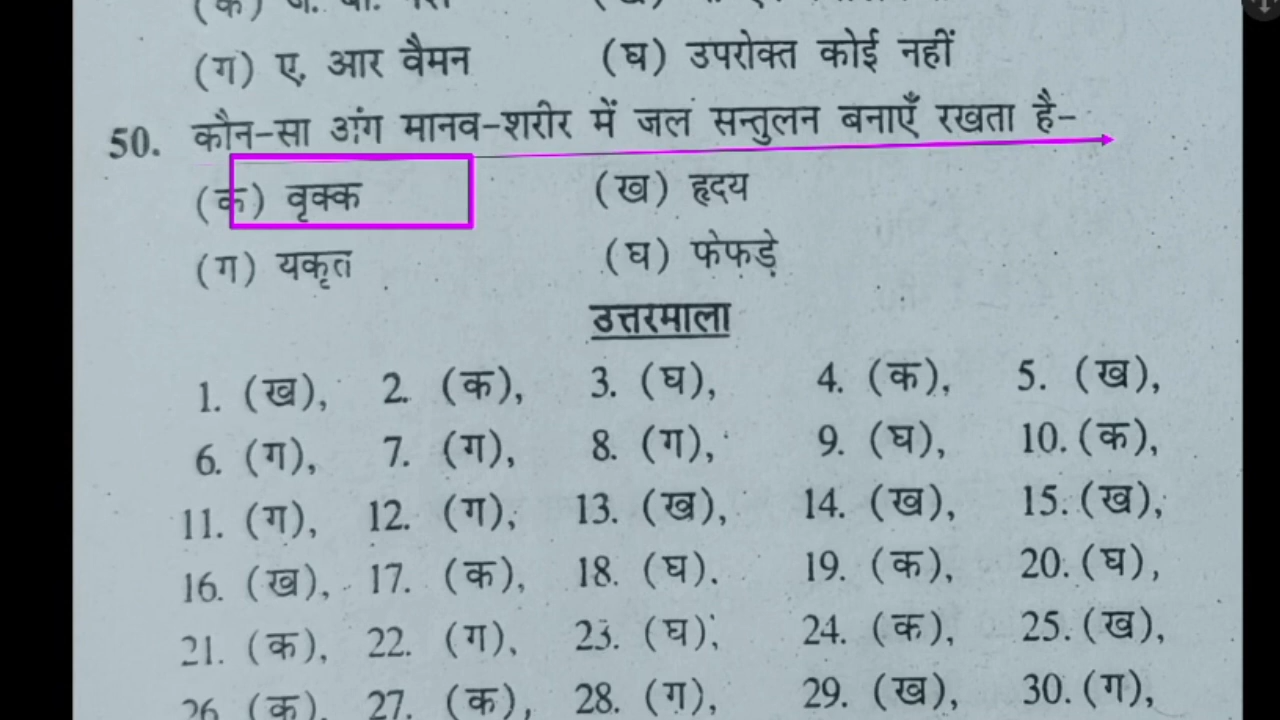 (ग) ए. आर वैमन (घ) उपरोक्त कोई नहीं
50. कौन-सा अंग मानव-शरीर में जल सन्तुलन बनाएँ रखता है-
(क) वृक्क (ख) हृदय
(ग) यकृत (घ) फेफड़े
उत्तरमाला
1. (ख), 2. (क), 3. (घ), 4. (क), 5. (ख),
6. (ग), 7. (ग), 8. (ग), 9. (घ), 10. (क),
11. (ग), 12. (ग), 13. (ख), 14. (ख), 15. (ख),
16. (ख), 17. (क), 18. (घ). 19. (क), 20. (घ),
21. (क), 22. (ग), 23. (घ), 24. (क), 25. (ख),
26 (क), 27. (क), 28. (ग), 29. (ख), 30. (ग),